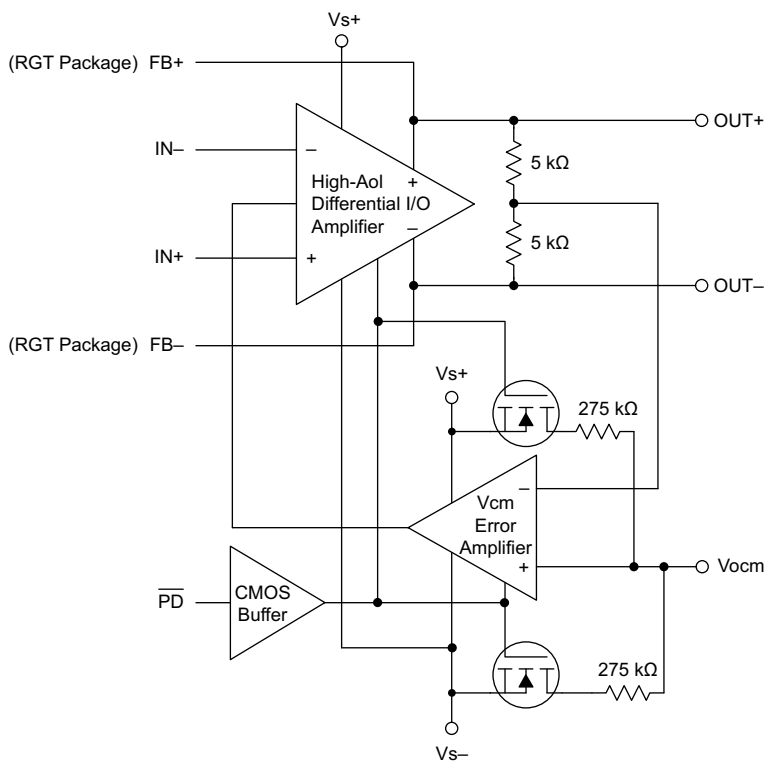 Vs+
(RGT Package) FB+
OUT+
IN–
–
5 kΩ
High-Aol
Differential I/O
Amplifier
+
–
5 kΩ
IN+
+
OUT–
(RGT Package) FB–
Vs+
275 kΩ
–
Vcm
Error
Amplifier
+
Vocm
PD
CMOS
Buffer
275 kΩ
Vs–